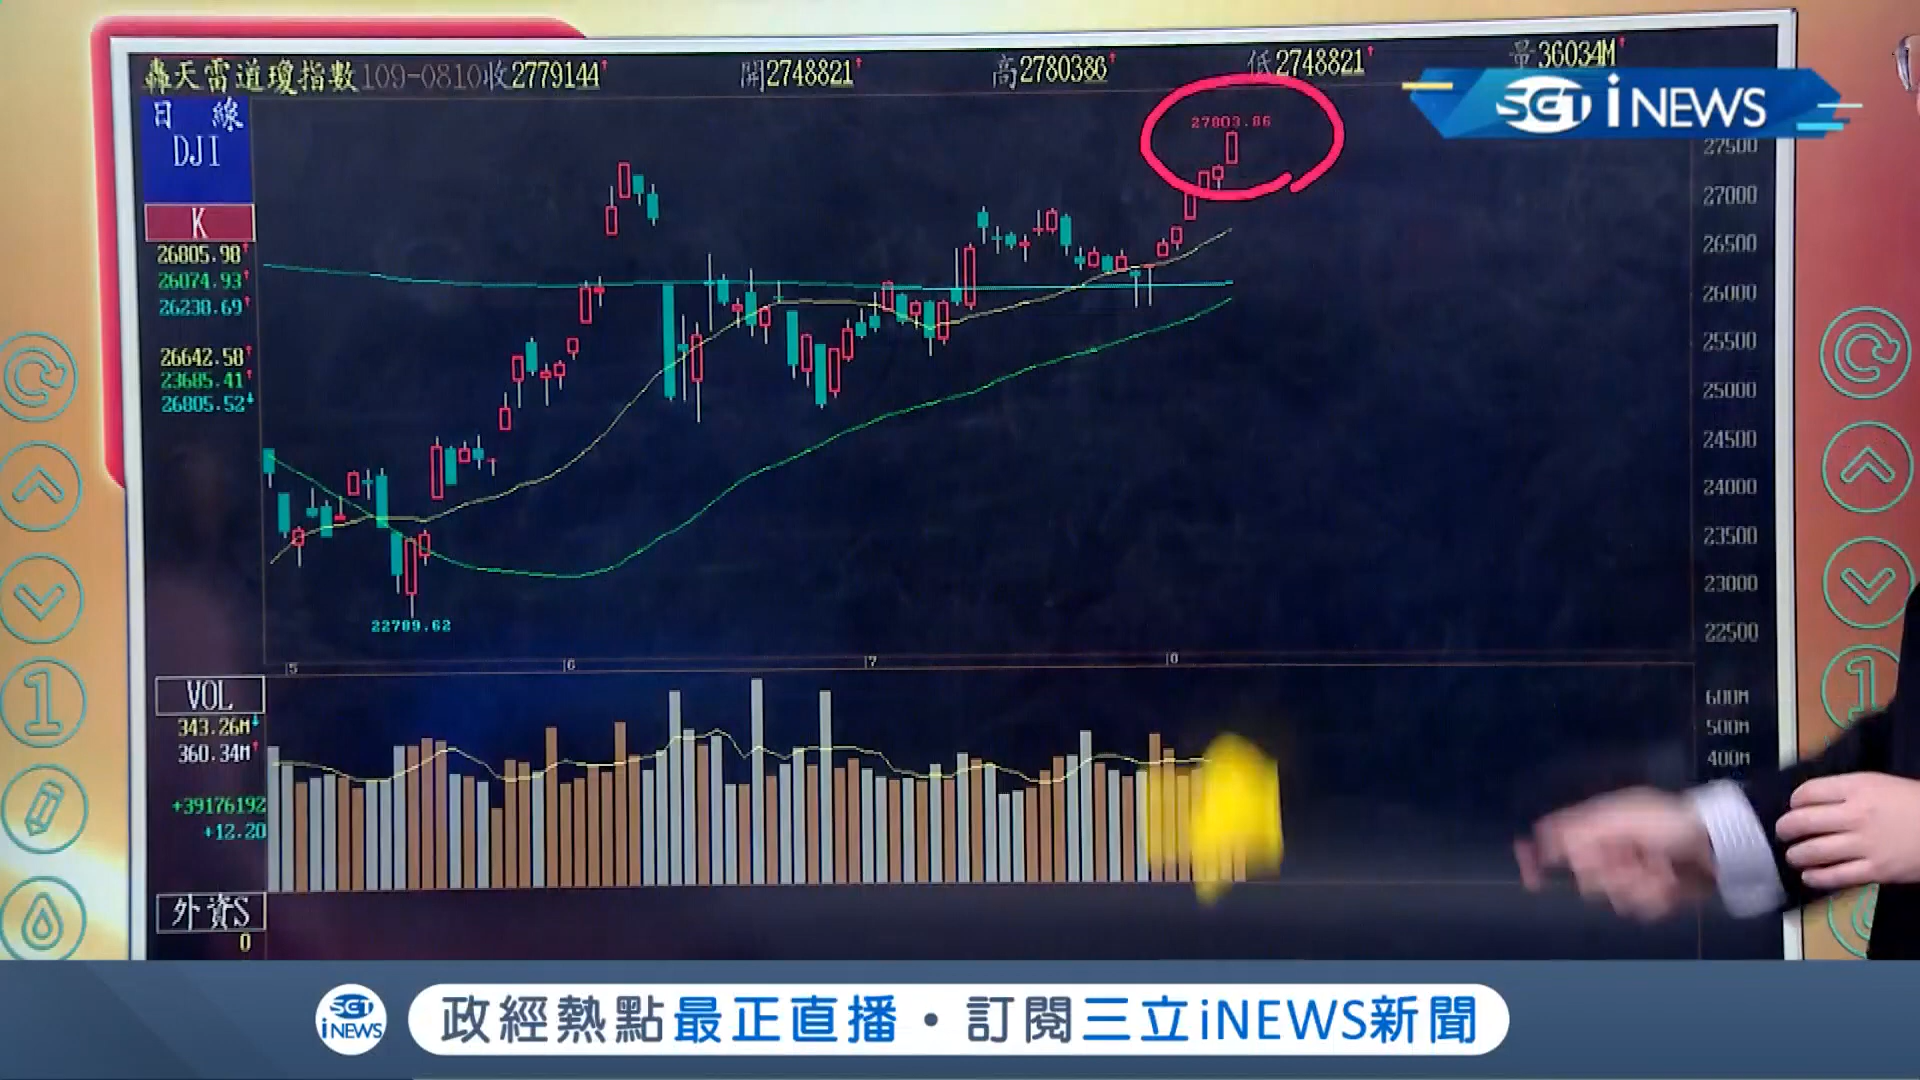 轟天雷道瓊指數109-0810收2779144↑ 開2748821↑ 高2780386↑ 低2748821↑ 量36034M↑
SET iNEWS
日 線
DJI
K
26805.98↑
26074.93↑
26238.69↑
26642.58↑
23685.41↑
26805.52↓
27803.86
22789.62
27500
27000
26500
26000
25500
25000
24500
24000
23500
23000
22500
5 6 7 8
VOL
343.26M↓
360.34M↑
+39176192
+12.20
600M
500M
400M
外資S
0
1
1
SET iNEWS
政經熱點最正直播・訂閱三立iNEWS新聞